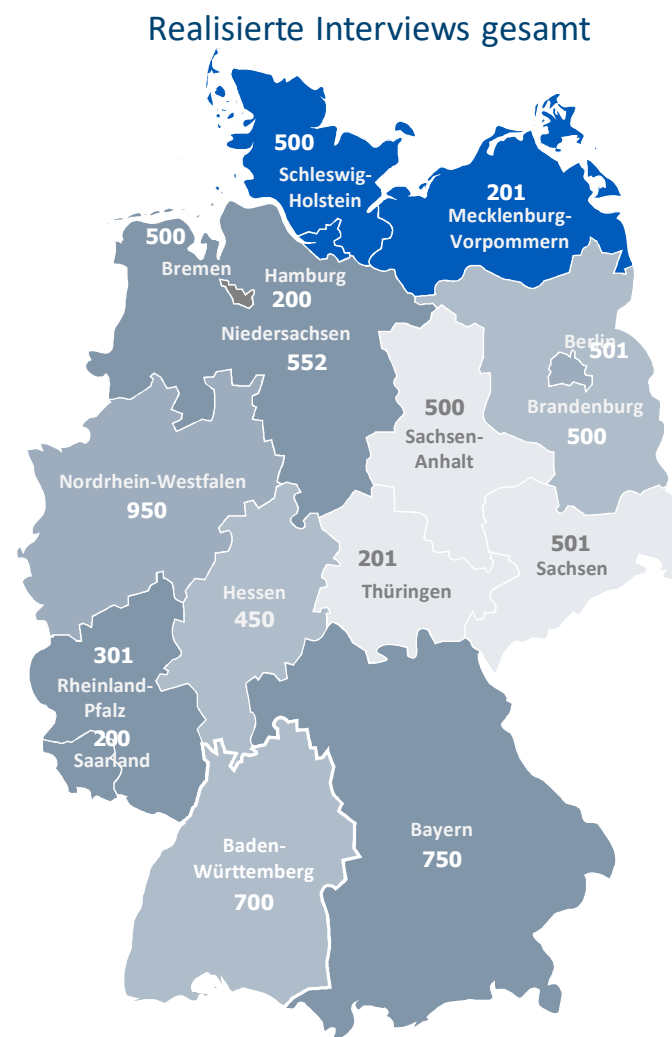 Realisierte Interviews gesamt
500
Schleswig-
Holstein
201
Mecklenburg-
Vorpommern
500
Bremen
Hamburg
200
Niedersachsen
552
Berlin
501
Brandenburg
500
500
Sachsen-
Anhalt
Nordrhein-Westfalen
950
201
Thüringen
501
Sachsen
Hessen
450
301
Rheinland-
Pfalz
200
Saarland
Bayern
750
Baden-
Württemberg
700